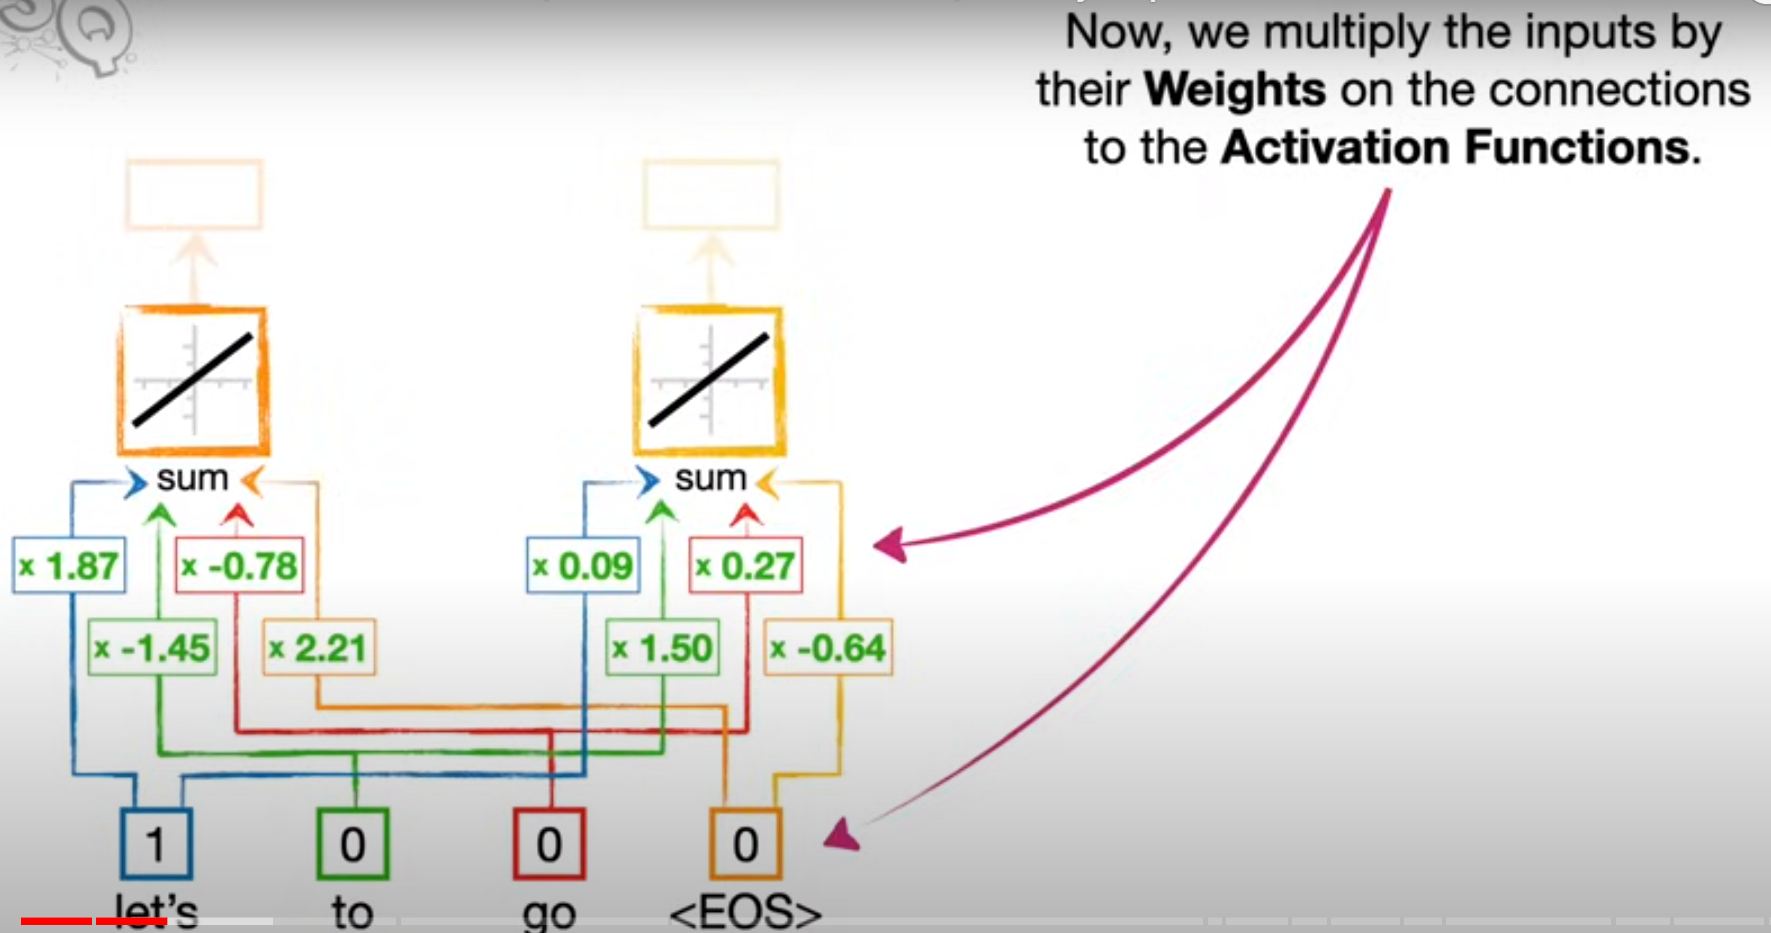 Now, we multiply the inputs by
their Weights on the connections
to the Activation Functions.
sum
sum
x 1.87
x -0.78
x 0.09
x 0.27
x -1.45
x 2.21
x 1.50
x -0.64
1
0
0
0
let's
to
go
<EOS>